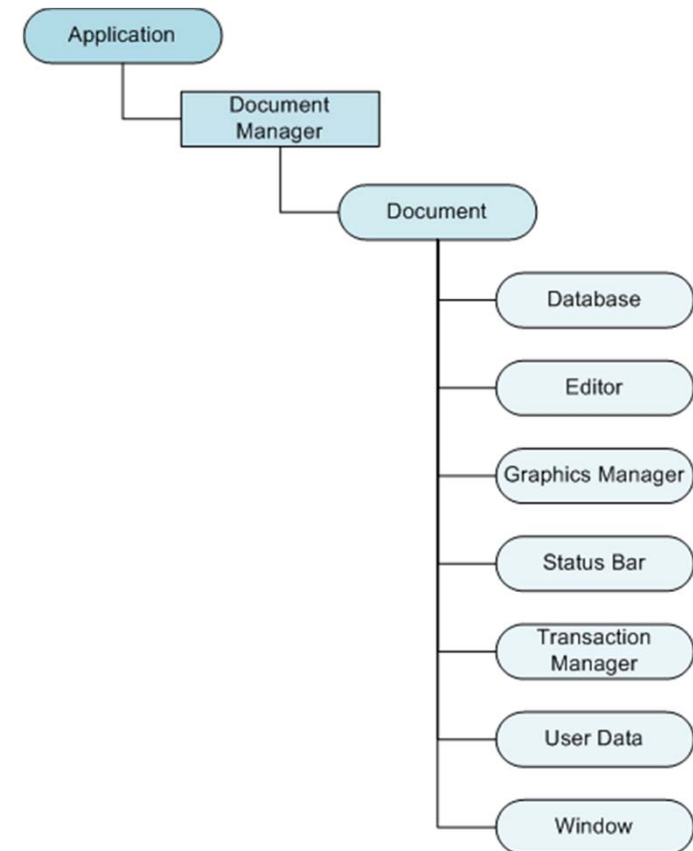 Application
Document
Manager
Document
Database
Editor
Graphics Manager
Status Bar
Transaction
Manager
User Data
Window